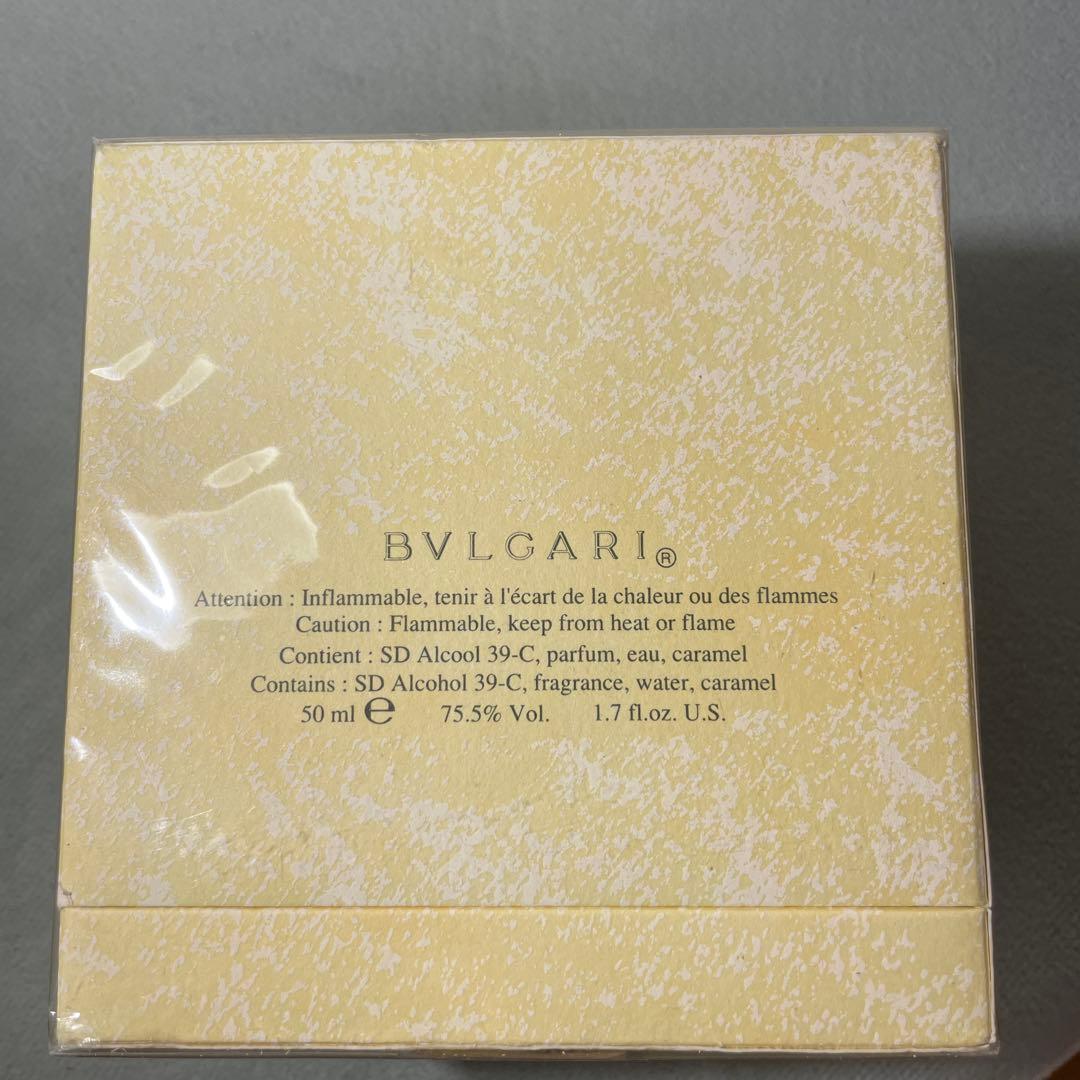 BVLGARI®
Attention : Inflammable, tenir à l'écart de la chaleur ou des flammes
Caution : Flammable, keep from heat or flame
Contient : SD Alcool 39-C, parfum, eau, caramel
Contains : SD Alcohol 39-C, fragrance, water, caramel
50 ml ℮ 75.5% Vol. 1.7 fl.oz. U.S.